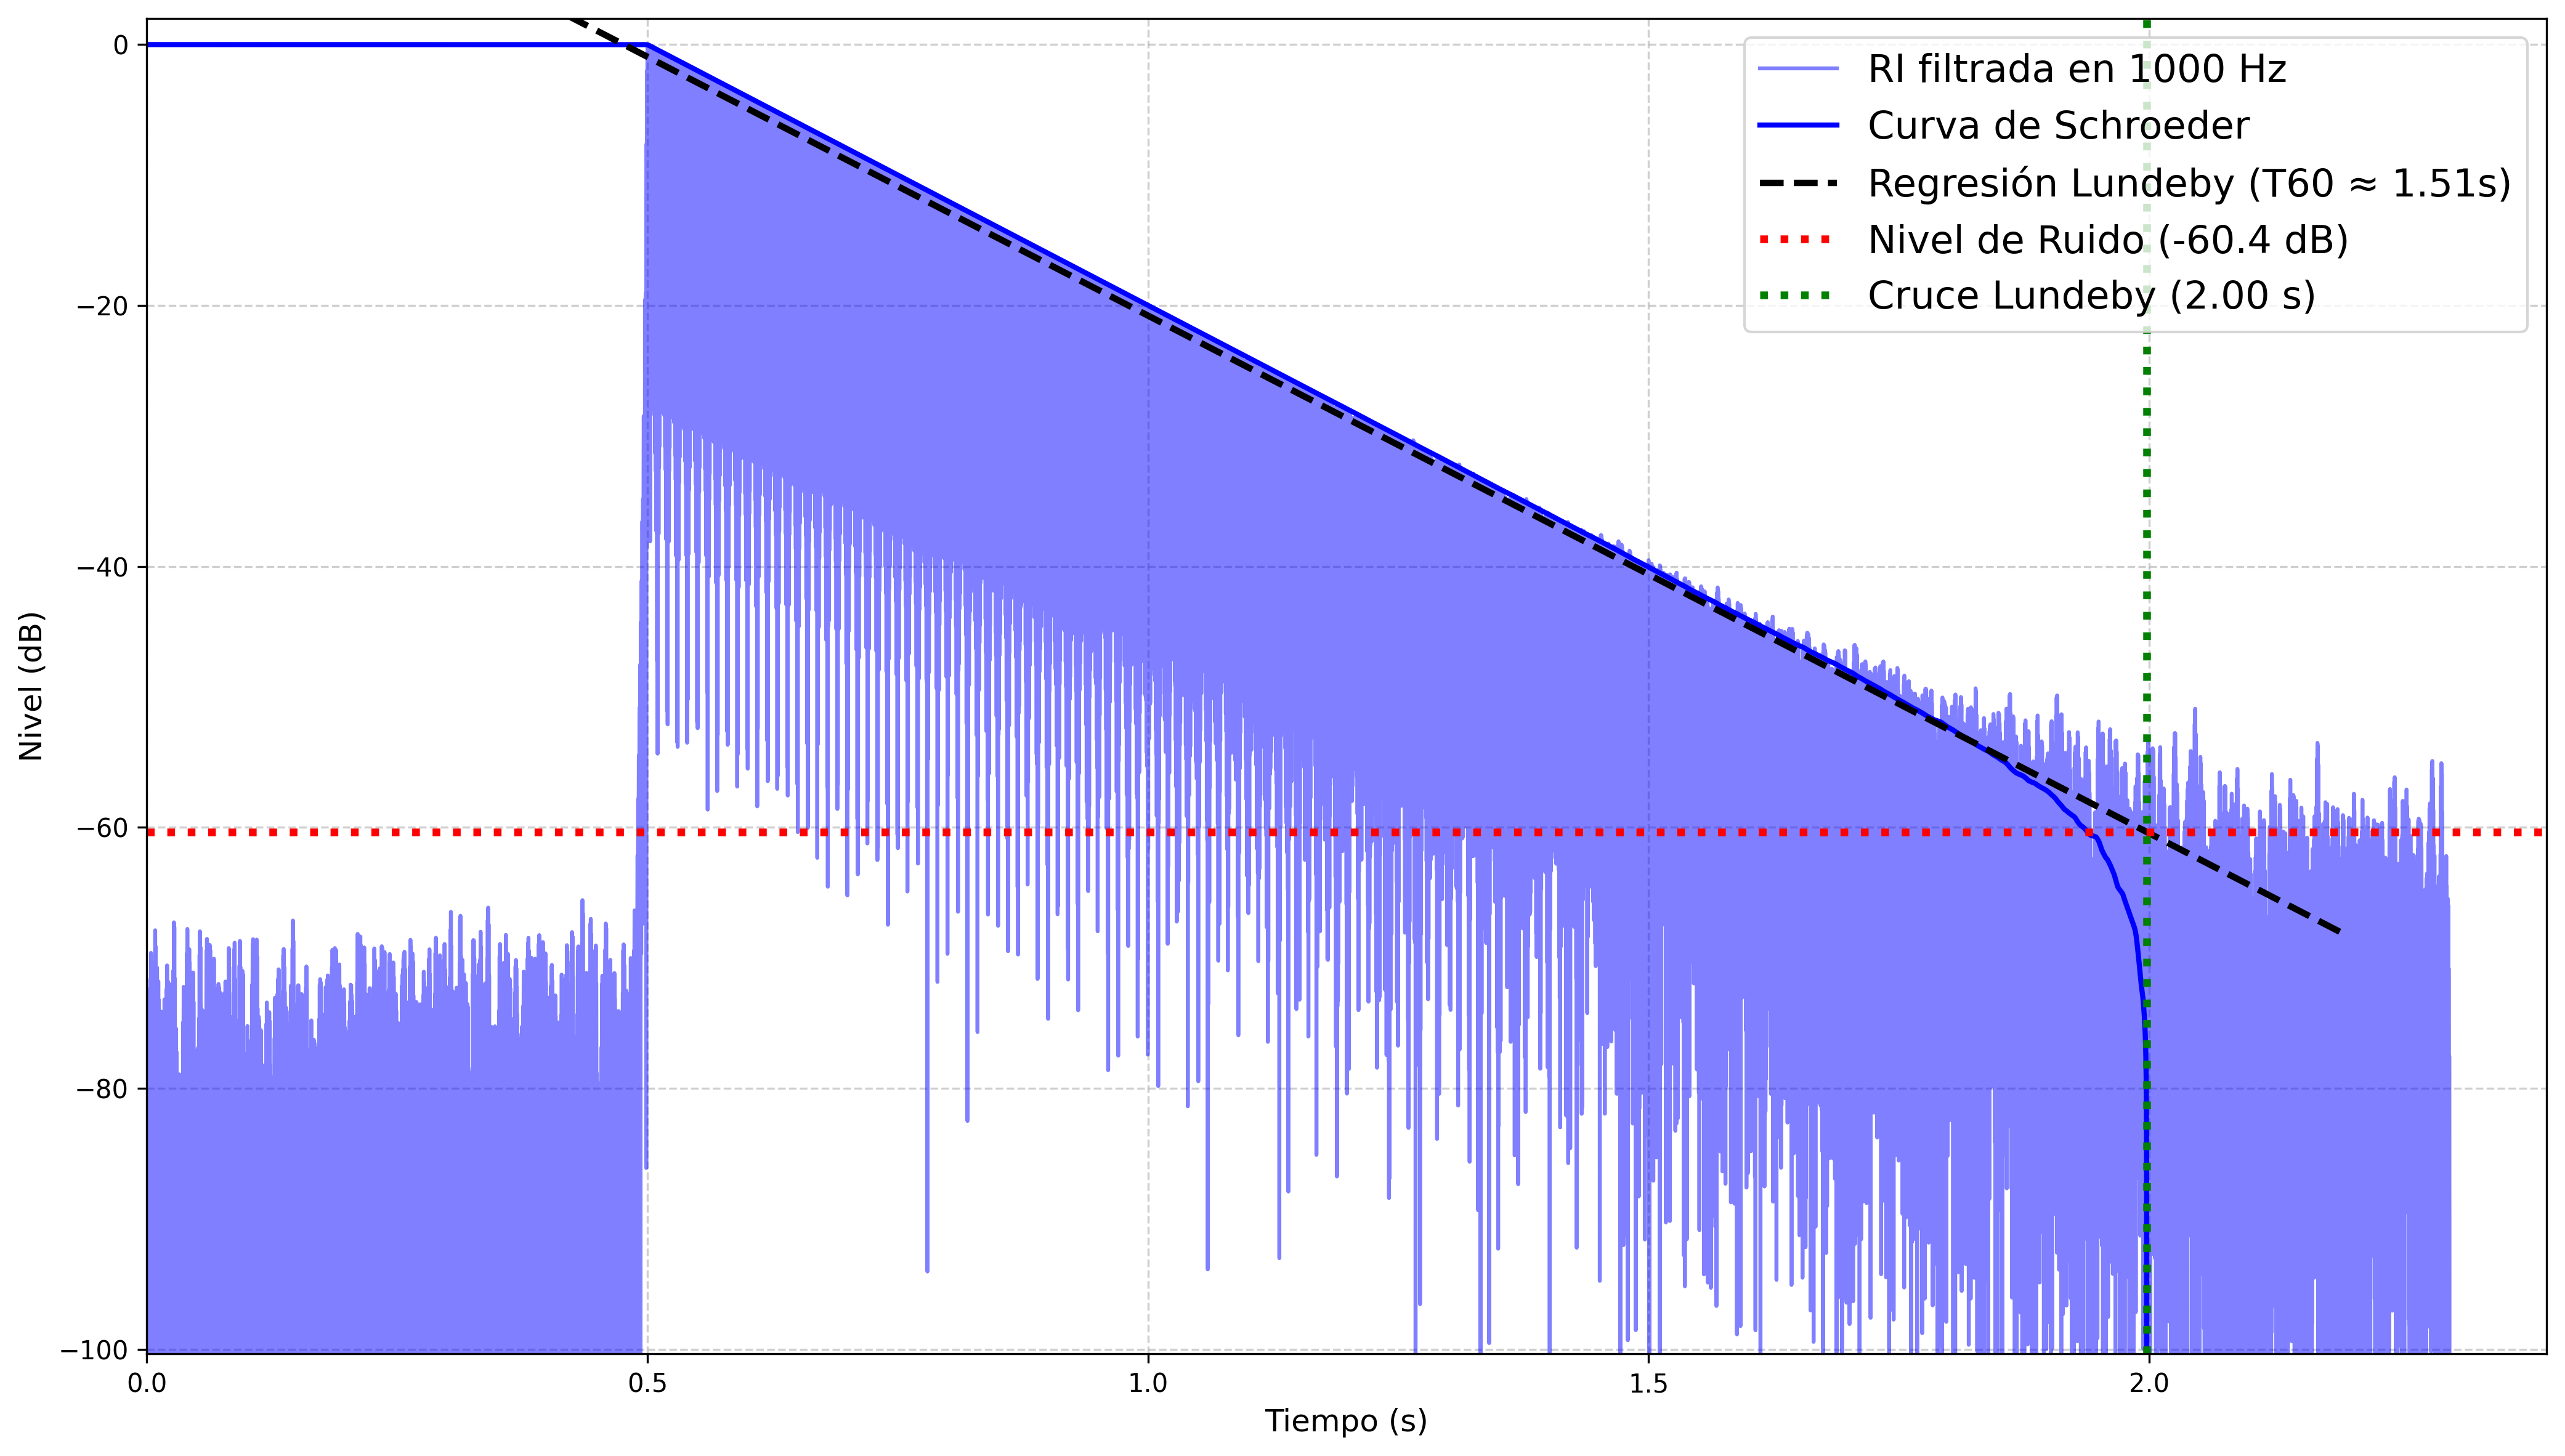 RI filtrada en 1000 Hz
Curva de Schroeder
Regresión Lundeby (T60 ≈ 1.51s)
Nivel de Ruido (-60.4 dB)
Cruce Lundeby (2.00 s)
Nivel (dB)
0
−20
−40
−60
−80
−100
0.0 0.5 1.0 1.5 2.0
Tiempo (s)